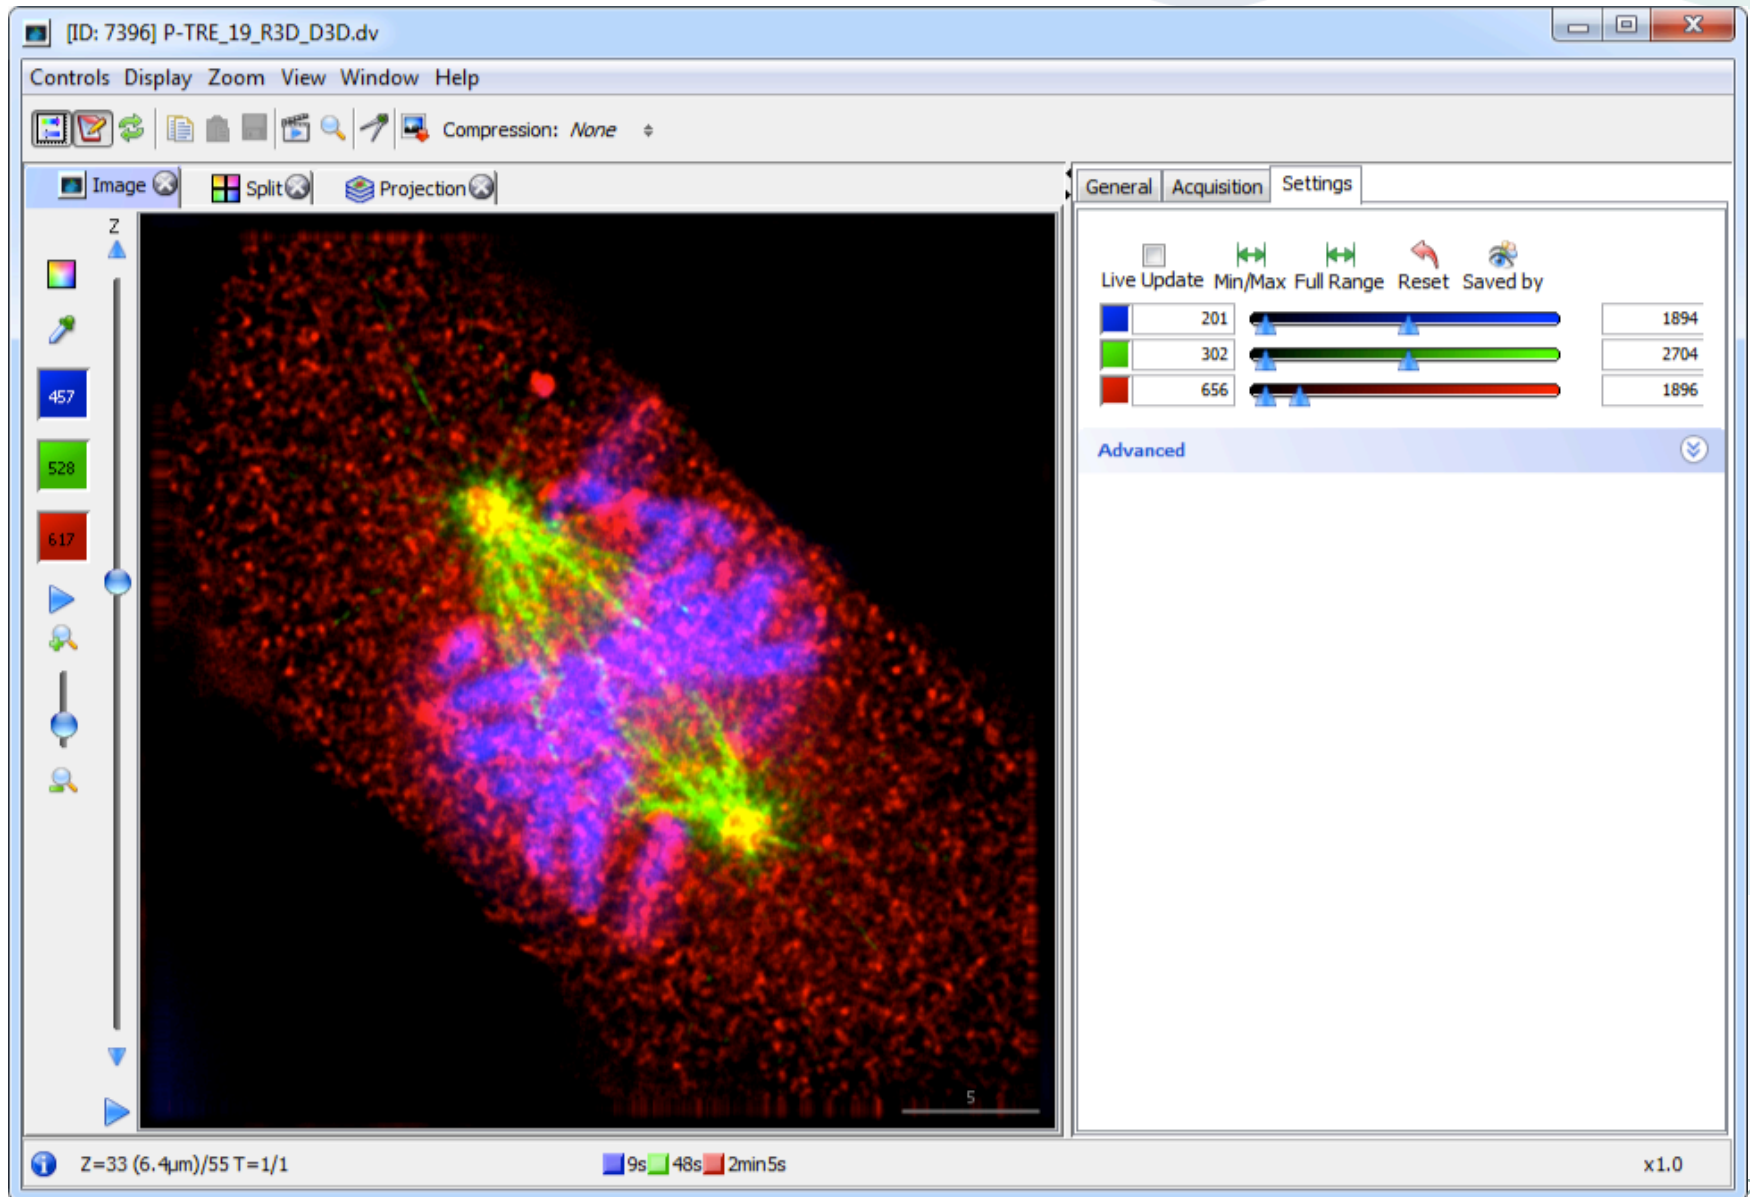 [ID: 7396] P-TRE_19_R3D_D3D.dv
Controls Display Zoom View Window Help
Compression: None
Image Split Projection
General Acquisition Settings
Z
Live Update Min/Max Full Range Reset Saved by
201 1894
302 2704
656 1896
457
Advanced
528
617
5
Z=33 (6.4µm)/55 T=1/1 9s 48s 2min5s x1.0